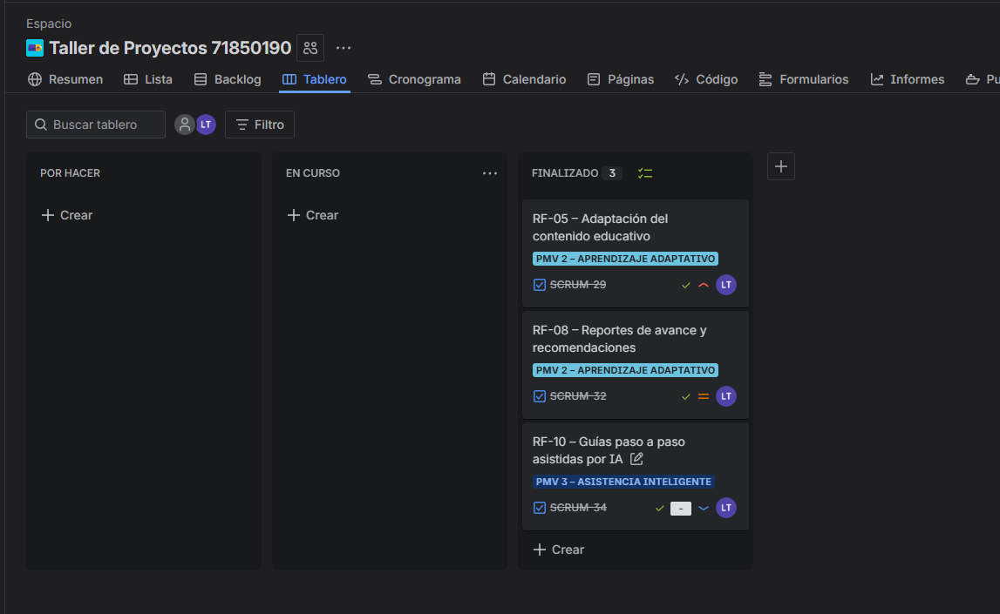 Espacio
Taller de Proyectos 71850190
Resumen
Lista
Backlog
Tablero
Cronograma
Calendario
Páginas
Código
Formularios
Informes
Pu
Buscar tablero
LT
Filtro
POR HACER
Crear
EN CURSO
Crear
FINALIZADO 3
RF-05 – Adaptación del
contenido educativo
PMV 2 – APRENDIZAJE ADAPTATIVO
SCRUM-29
LT
RF-08 – Reportes de avance y
recomendaciones
PMV 2 – APRENDIZAJE ADAPTATIVO
SCRUM-32
LT
RF-10 – Guías paso a paso
asistidas por IA
PMV 3 – ASISTENCIA INTELIGENTE
SCRUM-34
-
LT
Crear